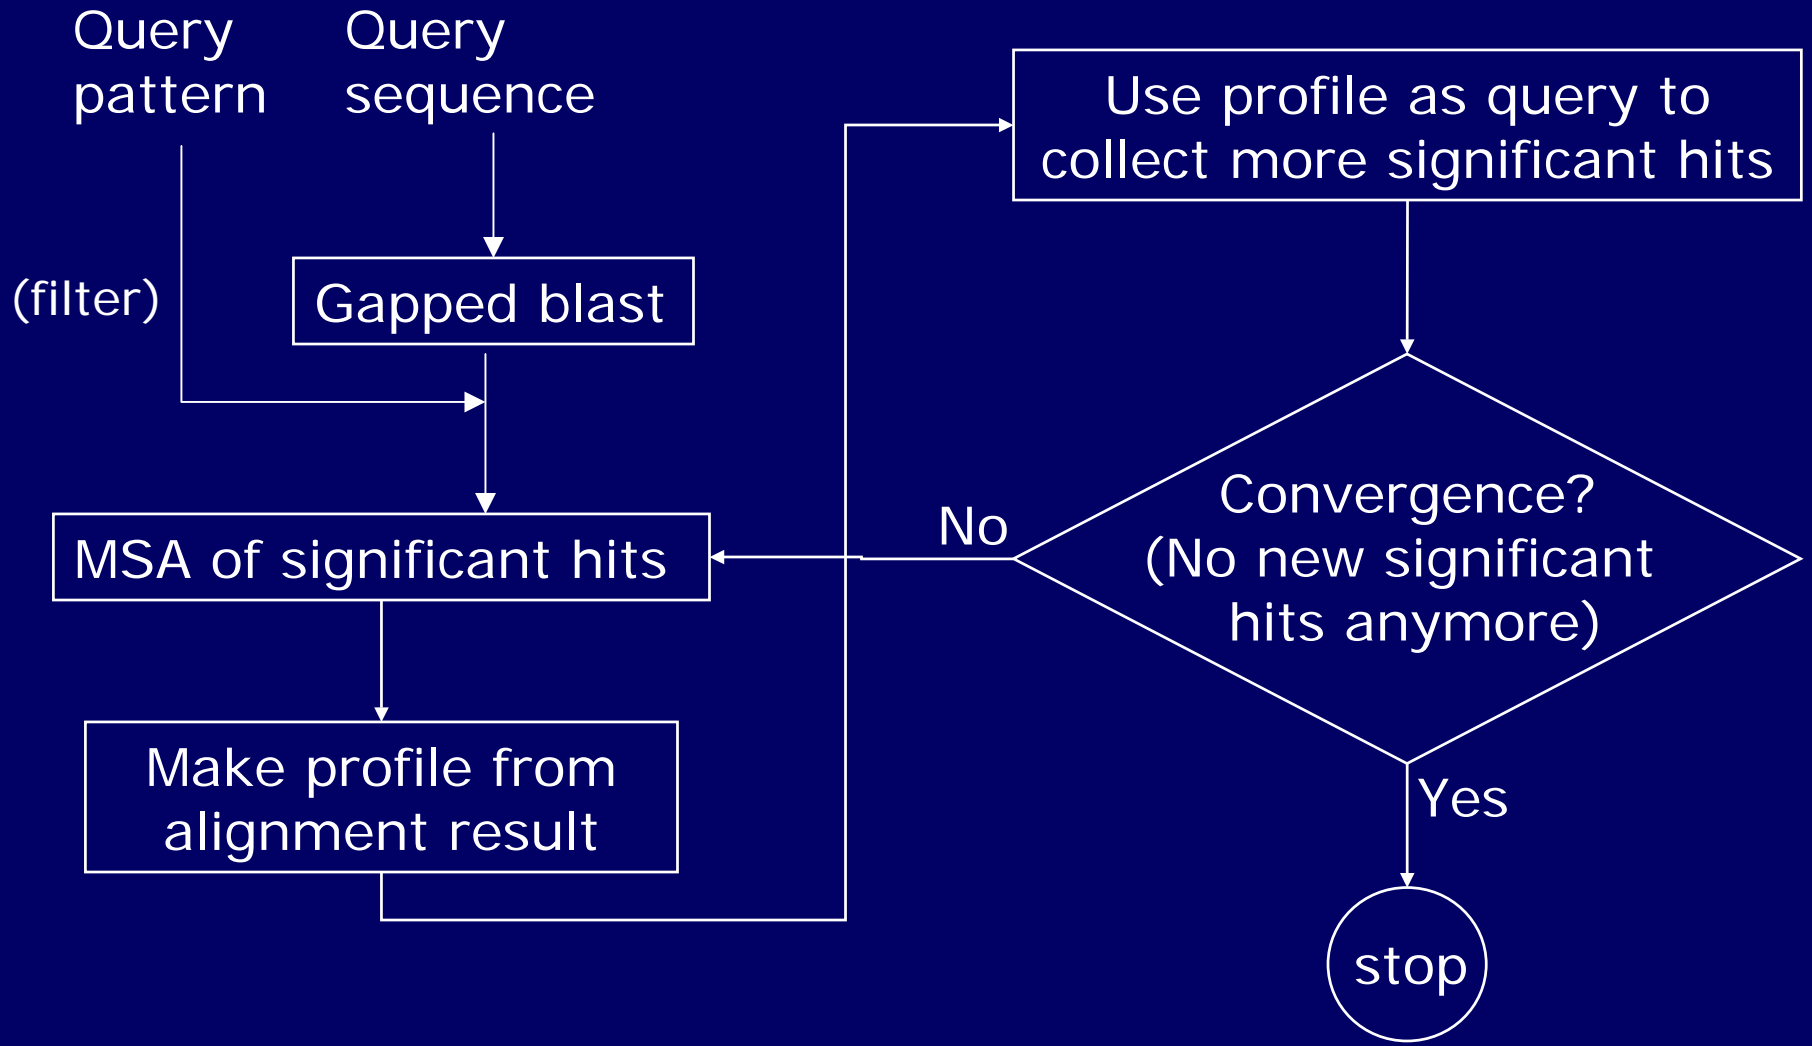 Query
pattern
Query
sequence
(filter)
Gapped blast
MSA of significant hits
Make profile from
alignment result
Use profile as query to
collect more significant hits
Convergence?
(No new significant
hits anymore)
No
Yes
stop